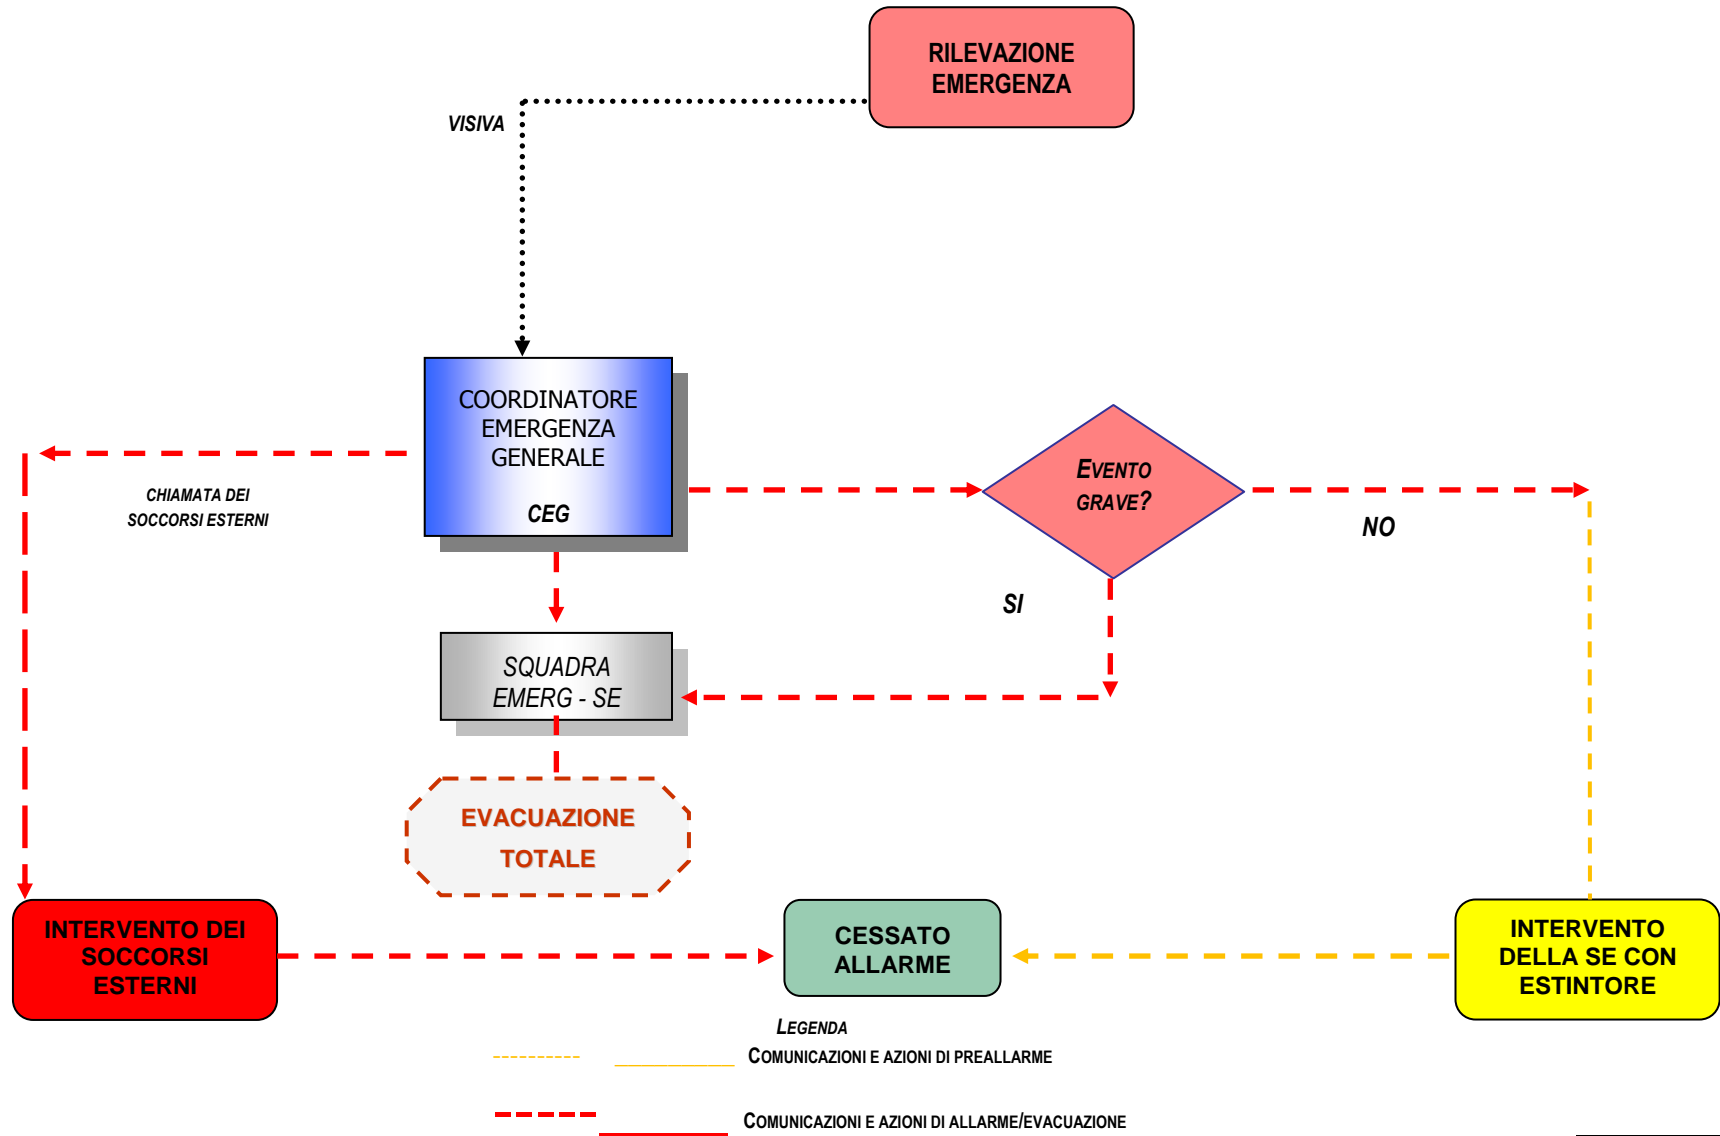 RILEVAZIONE
EMERGENZA
VISIVA
COORDINATORE
EMERGENZA
GENERALE
CEG
CHIAMATA DEI
SOCCORSI ESTERNI
EVENTO
GRAVE?
NO
SI
SQUADRA
EMERG - SE
EVACUAZIONE
TOTALE
INTERVENTO DEI
SOCCORSI
ESTERNI
CESSATO
ALLARME
INTERVENTO
DELLA SE CON
ESTINTORE
LEGENDA
COMUNICAZIONI E AZIONI DI PREALLARME
COMUNICAZIONI E AZIONI DI ALLARME/EVACUAZIONE